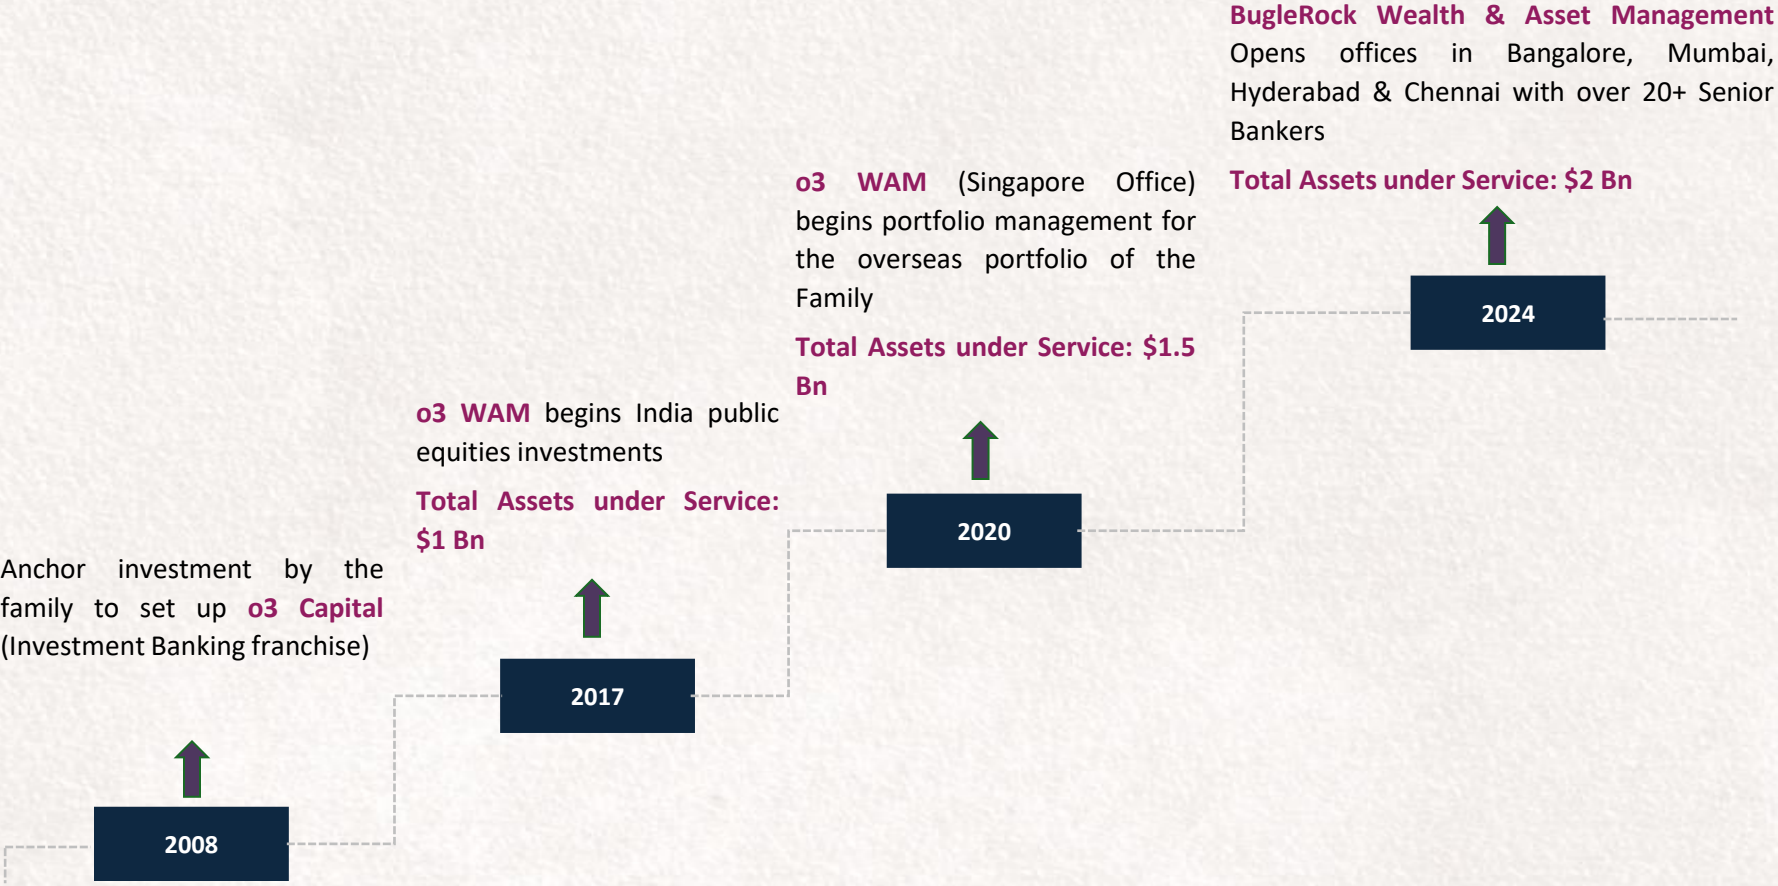 BugleRock Wealth & Asset Management
Opens offices in Bangalore, Mumbai,
Hyderabad & Chennai with over 20+ Senior
Bankers
Total Assets under Service: $2 Bn
2024
o3 WAM (Singapore Office)
begins portfolio management for
the overseas portfolio of the
Family
Total Assets under Service: $1.5
Bn
2020
o3 WAM begins India public
equities investments
Total Assets under Service:
$1 Bn
2017
Anchor investment by the
family to set up o3 Capital
(Investment Banking franchise)
2008